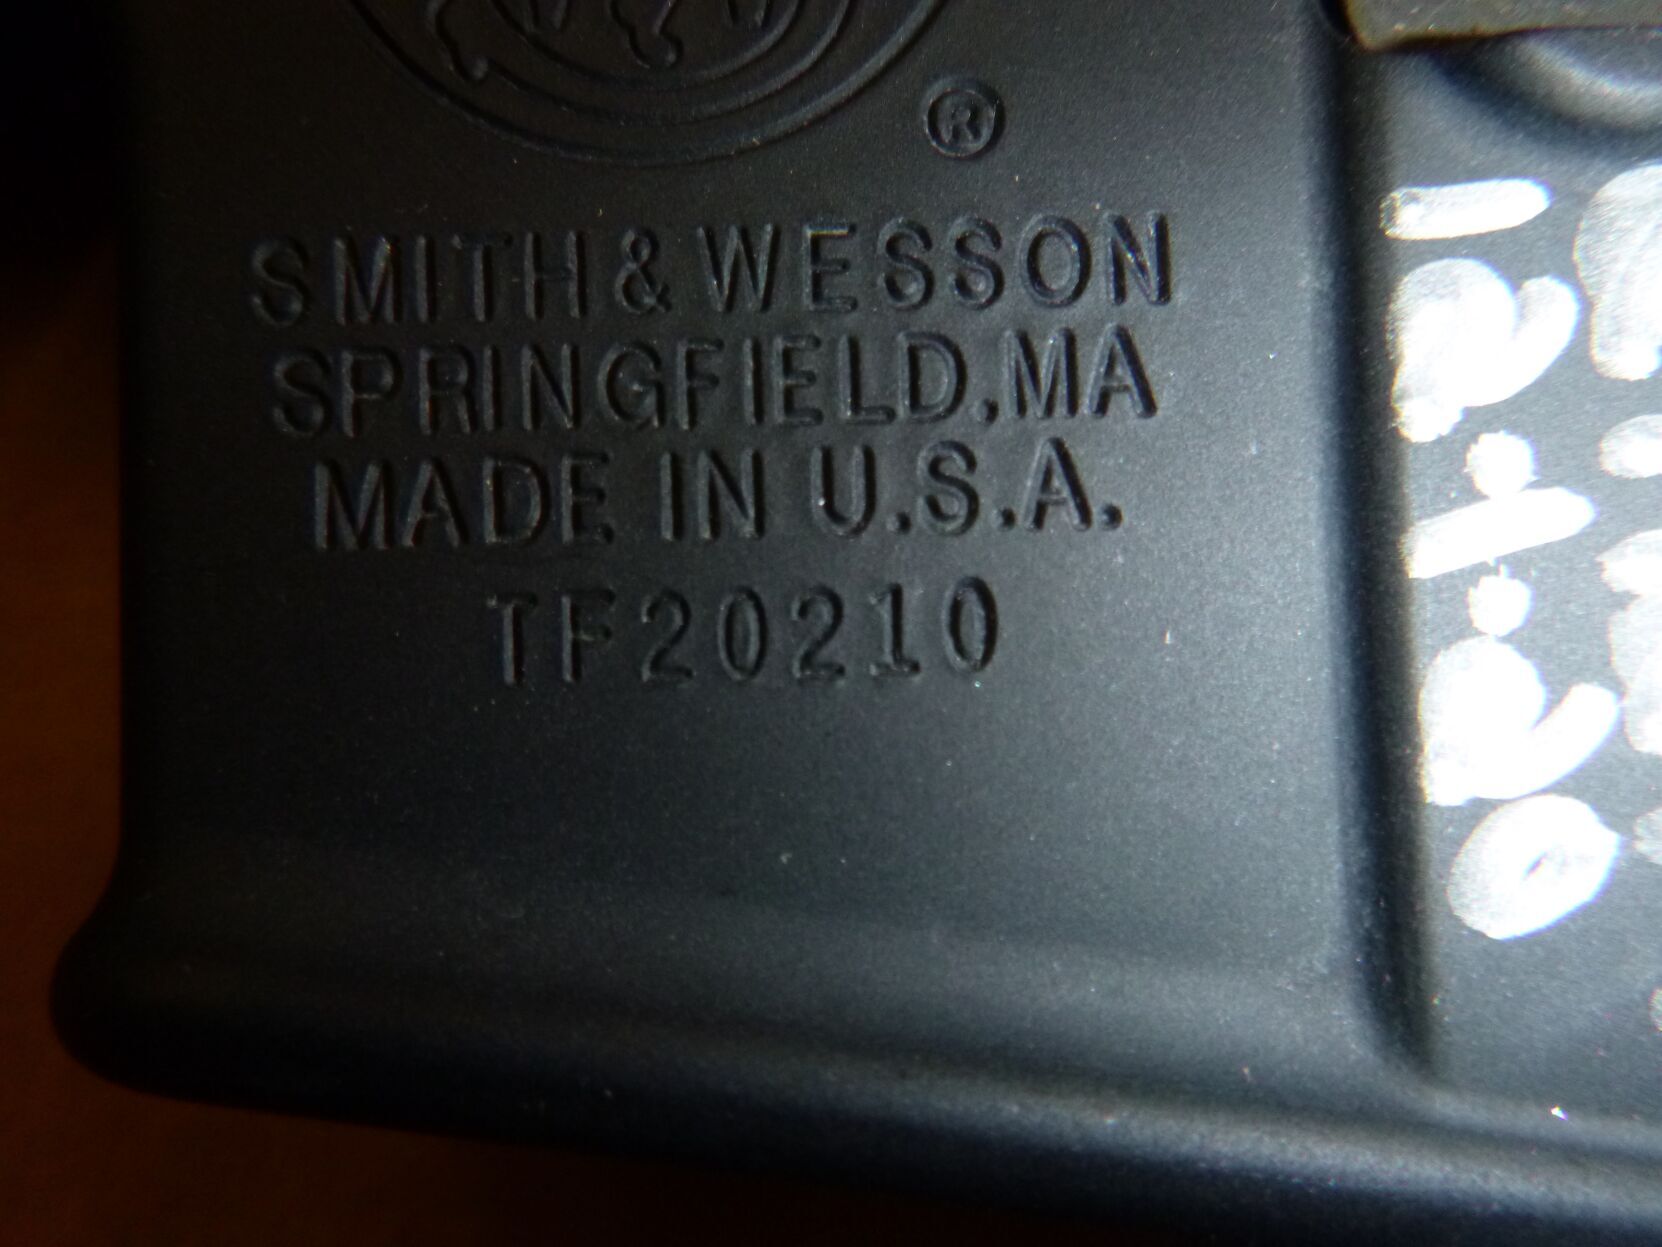 ®
SMITH & WESSON
SPRINGFIELD, MA
MADE IN U.S.A.
TF20210